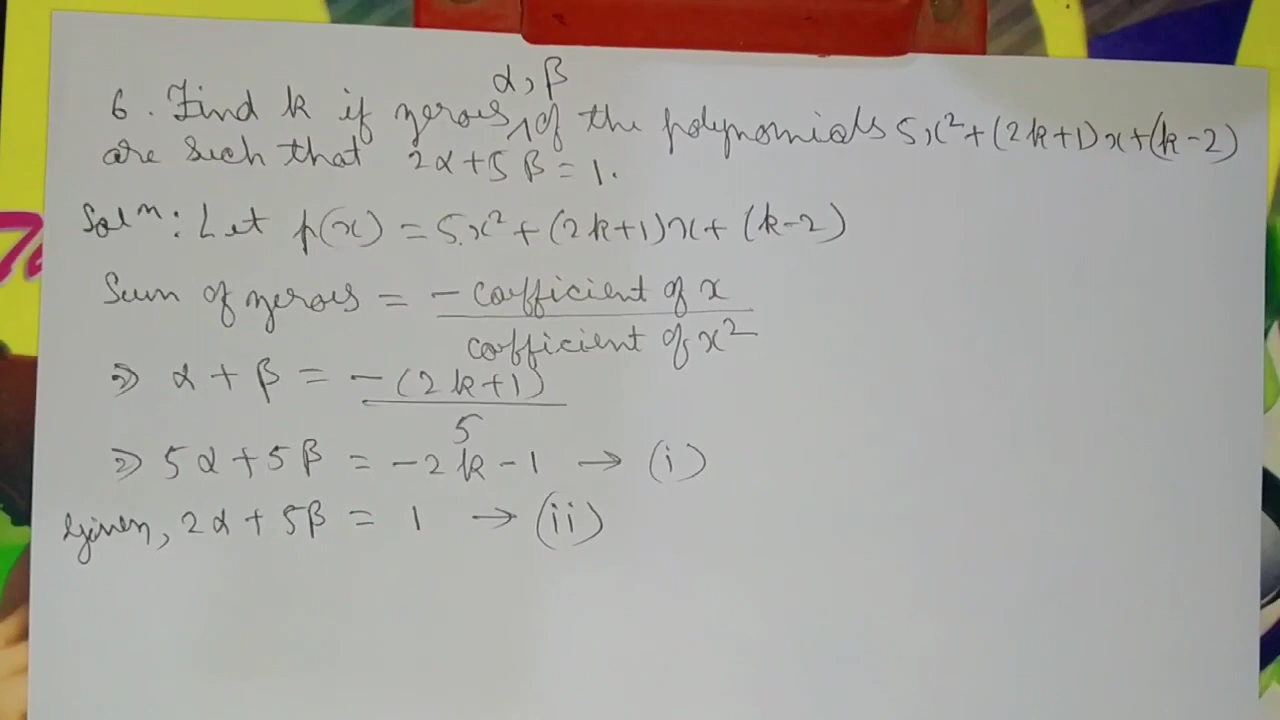 α, β
6. Find k if zeroes of the polynomials 5x²+(2k+1)x+(k-2)
are such that 2α+5β=1.
Solⁿ: Let p(x) = 5x²+(2k+1)x+(k-2)
Sum of zeroes = - coefficient of x
coefficient of x²
⇒ α+β = -(2k+1)
5
⇒ 5α+5β = -2k-1 → (i)
Given, 2α+5β = 1 → (ii)